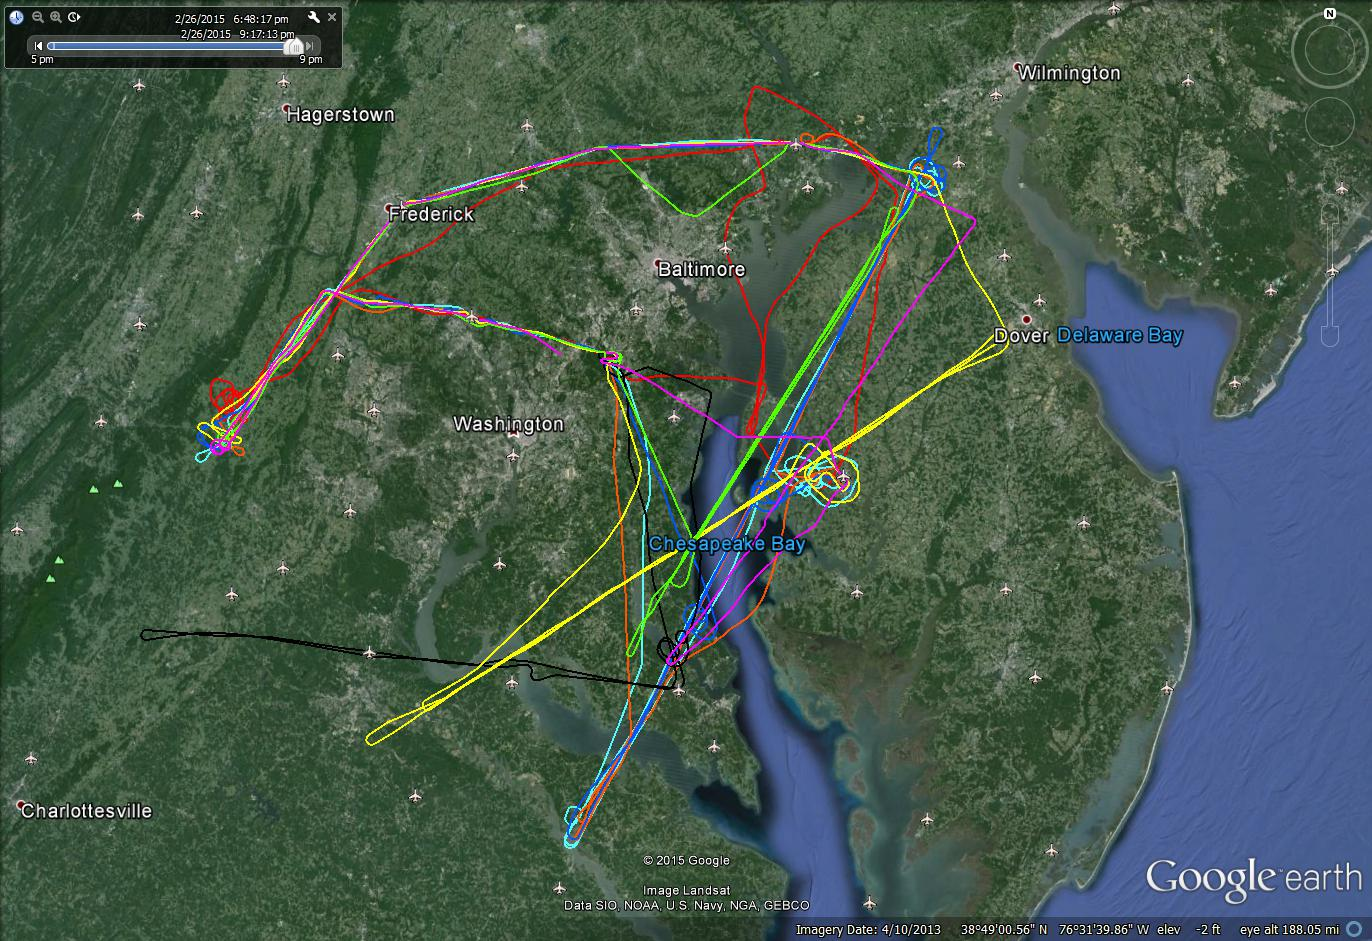 2/26/2015 6:48:17 pm
2/26/2015 9:17:13 pm
5 pm
9 pm
N
Wilmington
Hagerstown
Frederick
Baltimore
Dover
Delaware Bay
Washington
Chesapeake Bay
Charlottesville
© 2015 Google
Image Landsat
Data SIO, NOAA, U.S. Navy, NGA, GEBCO
Google earth
Imagery Date: 4/10/2013 38°49'00.56" N 76°31'39.86" W elev -2 ft eye alt 188.05 mi